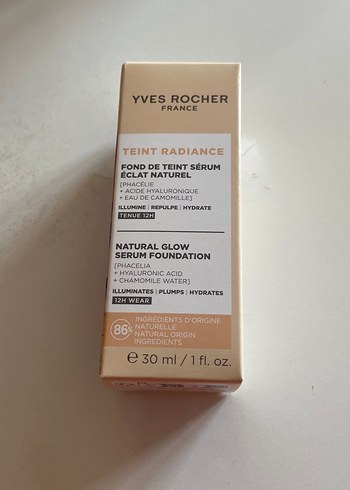 YVES ROCHER
FRANCE
TEINT RADIANCE
FOND DE TEINT SÉRUM
ÉCLAT NATUREL
[PHACÉLIE
+ ACIDE HYALURONIQUE
+ EAU DE CAMOMILLE]
ILLUMINE | REPULPE | HYDRATE
TENUE 12H
NATURAL GLOW
SERUM FOUNDATION
[PHACELIA
+ HYALURONIC ACID
+ CHAMOMILE WATER]
ILLUMINATES | PLUMPS | HYDRATES
12H WEAR
86% INGRÉDIENTS D'ORIGINE
NATURELLE
NATURAL ORIGIN
INGREDIENTS
℮ 30 ml / 1 fl. oz.